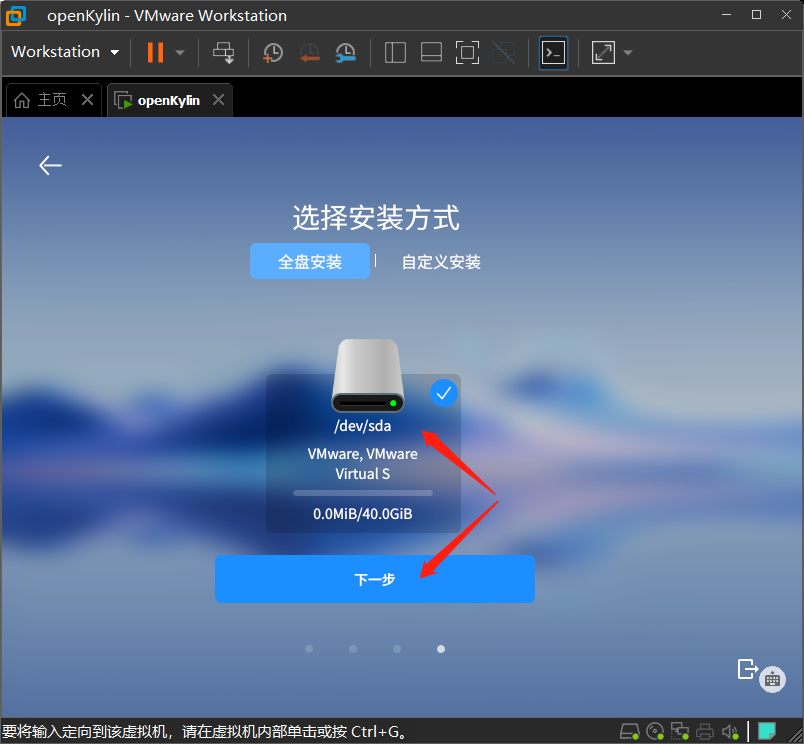 openKylin - VMware Workstation
Workstation
主页
openKylin
选择安装方式
全盘安装 | 自定义安装
/dev/sda
VMware, VMware
Virtual S
0.0MiB/40.0GiB
下一步
要将输入定向到该虚拟机，请在虚拟机内部单击或按 Ctrl+G。